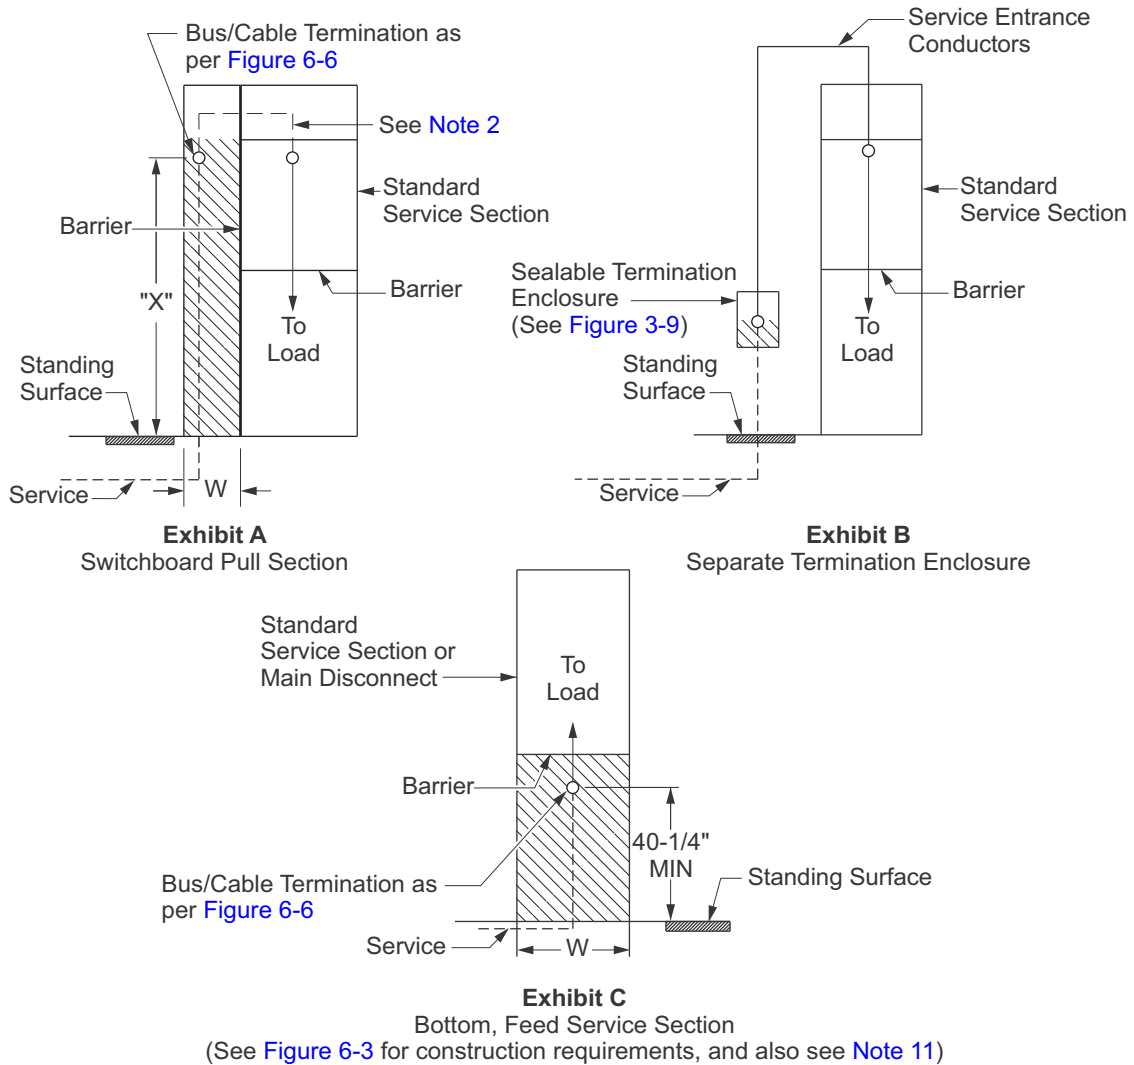 Bus/Cable Termination as
per Figure 6-6
See Note 2
Standard
Service Section
Barrier
Barrier
"X"
To
Load
Standing
Surface
Service
W
Exhibit A
Switchboard Pull Section
Service Entrance
Conductors
Standard
Service Section
Sealable Termination
Enclosure
(See Figure 3-9)
Barrier
To
Load
Standing
Surface
Service
Exhibit B
Separate Termination Enclosure
Standard
Service Section or
Main Disconnect
To
Load
Barrier
40-1/4"
MIN
Bus/Cable Termination as
per Figure 6-6
Standing Surface
Service
W
Exhibit C
Bottom, Feed Service Section
(See Figure 6-3 for construction requirements, and also see Note 11)